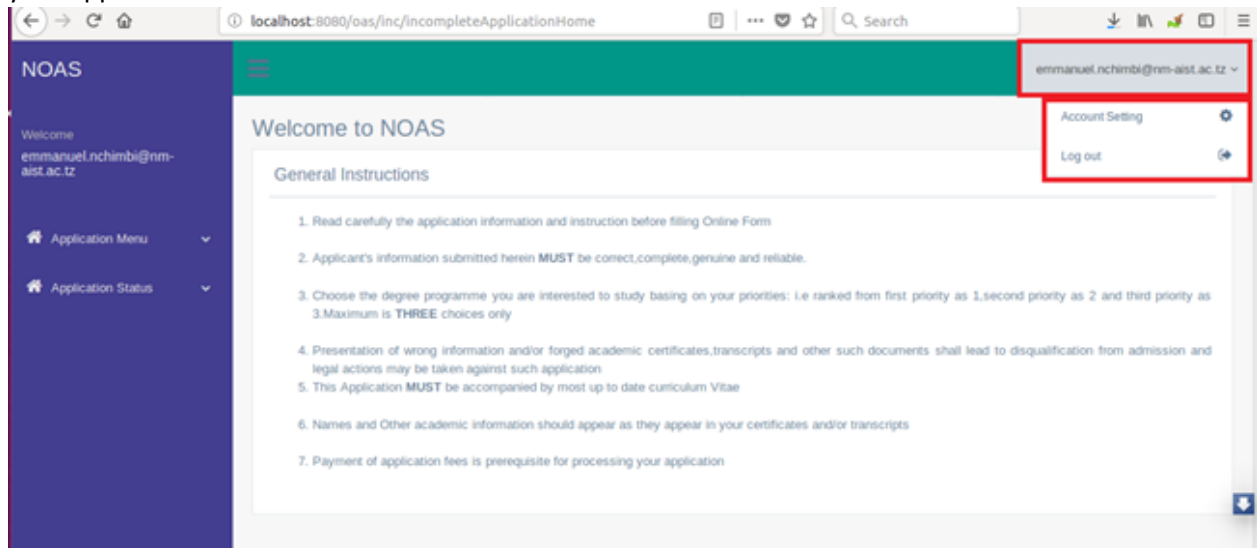 localhost:8080/oas/inc/incompleteApplicationHome
Search
NOAS
emmanuel.nchimbi@nm-aist.ac.tz
Account Setting
Log out
Welcome
emmanuel.nchimbi@nm-
aist.ac.tz
Application Menu
Application Status
Welcome to NOAS
General Instructions
1. Read carefully the application information and instruction before filling Online Form
2. Applicant's information submitted herein MUST be correct,complete,genuine and reliable.
3. Choose the degree programme you are interested to study basing on your priorities: i.e ranked from first priority as 1,second priority as 2 and third priority as
3.Maximum is THREE choices only
4. Presentation of wrong information and/or forged academic certificates,transcripts and other such documents shall lead to disqualification from admission and
legal actions may be taken against such application
5. This Application MUST be accompanied by most up to date curriculum Vitae
6. Names and Other academic information should appear as they appear in your certificates and/or transcripts
7. Payment of application fees is prerequisite for processing your application